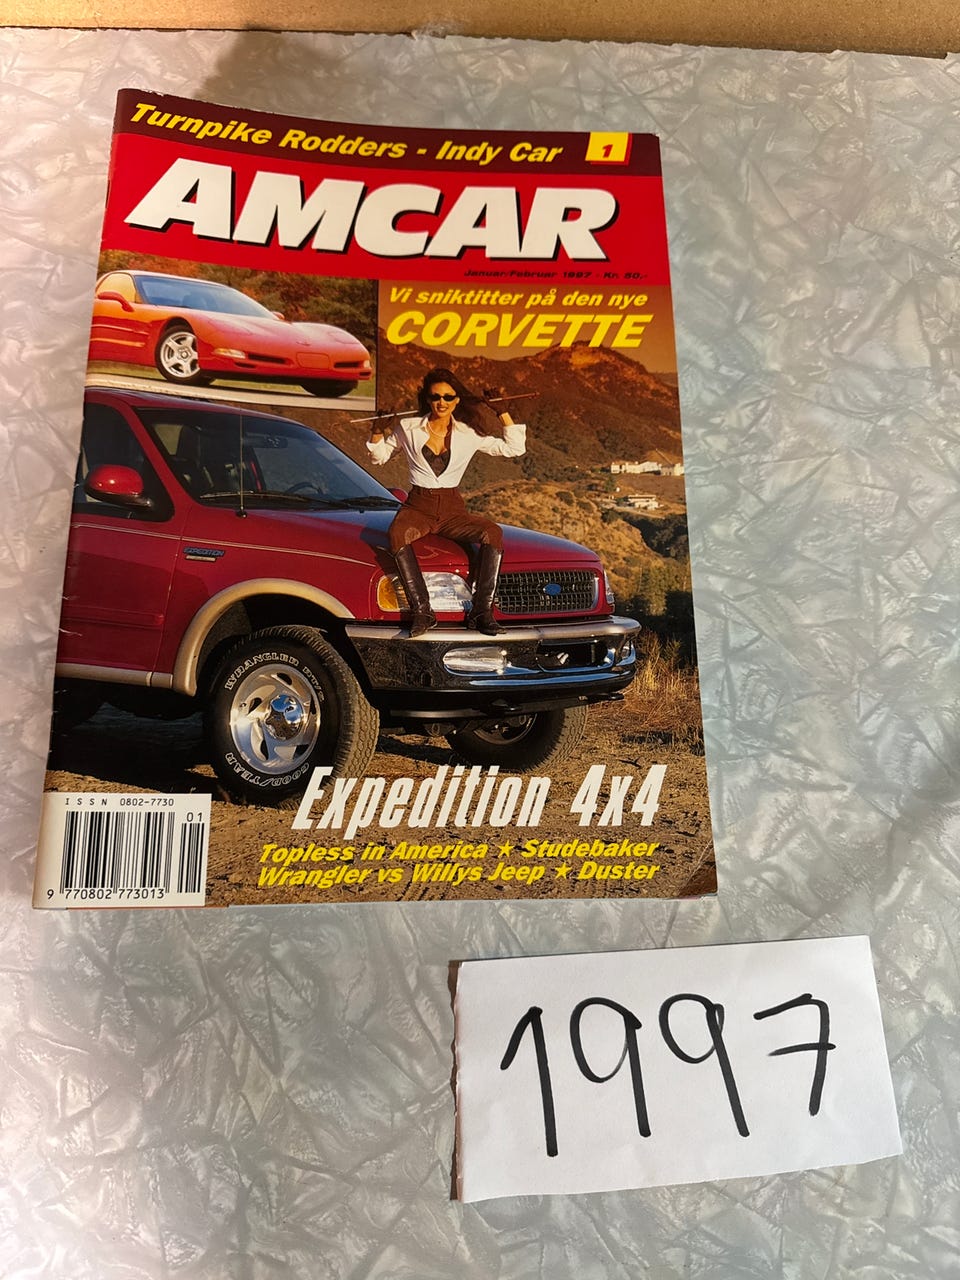 Turnpike Rodders - Indy Car
1
AMCAR
Januar/Februar 1997 - Kr. 50,-
Vi sniktitter på den nye
CORVETTE
EXPEDITION
WRANGLER RT/S
GOODYEAR
Expedition 4x4
Topless in America ★ Studebaker
Wrangler vs Willys Jeep ★ Duster
ISSN 0802-7730
01
9 770802 773013
1997